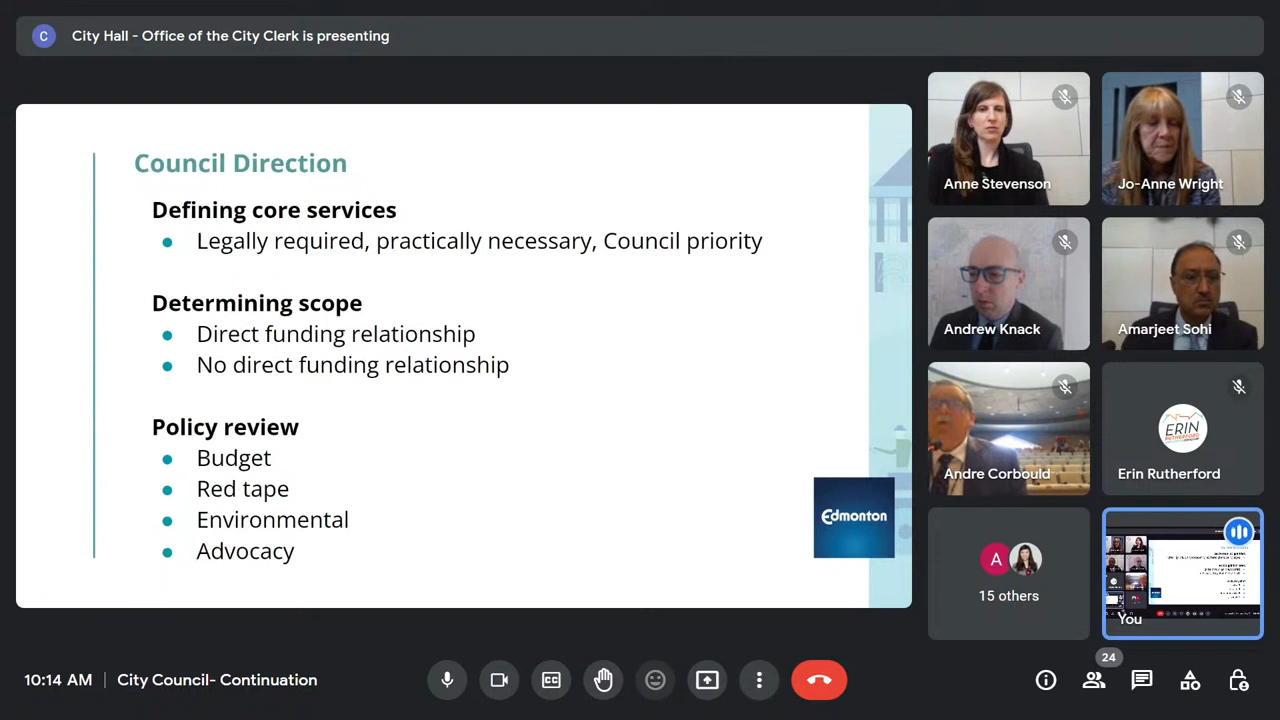 C
City Hall - Office of the City Clerk is presenting
Council Direction
Defining core services
Legally required, practically necessary, Council priority
Determining scope
Direct funding relationship
No direct funding relationship
Policy review
Budget
Red tape
Environmental
Advocacy
Edmonton
Anne Stevenson
Jo-Anne Wright
Andrew Knack
Amarjeet Sohi
Andre Corbould
ERIN
RUTHERFORD
Erin Rutherford
A
15 others
You
24
10:14 AM
City Council- Continuation
CC